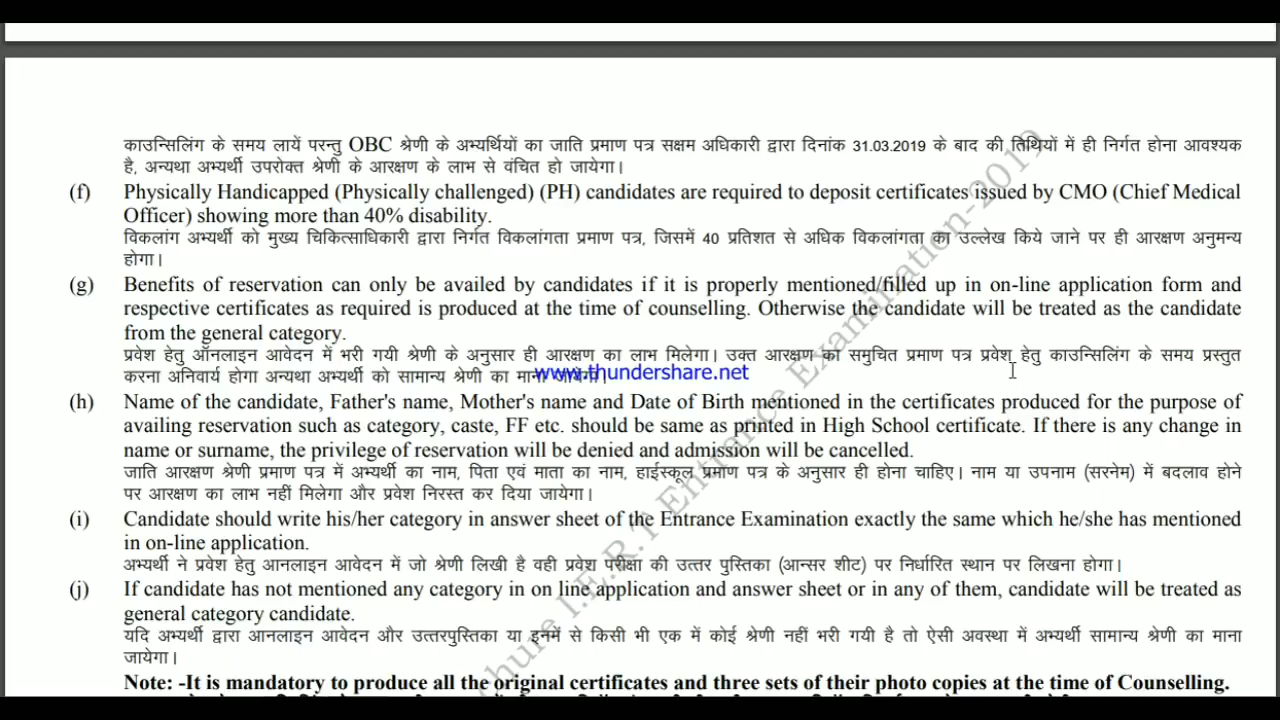 काउन्सिलिंग के समय लायें परन्तु OBC श्रेणी के अभ्यर्थियों का जाति प्रमाण पत्र सक्षम अधिकारी द्वारा दिनांक 31.03.2019 के बाद की तिथियों में ही निर्गत होना आवश्यक
है, अन्यथा अभ्यर्थी उपरोक्त श्रेणी के आरक्षण के लाभ से वंचित हो जायेगा।
(f) Physically Handicapped (Physically challenged) (PH) candidates are required to deposit certificates issued by CMO (Chief Medical
Officer) showing more than 40% disability.
विकलांग अभ्यर्थी को मुख्य चिकित्साधिकारी द्वारा निर्गत विकलांगता प्रमाण पत्र, जिसमें 40 प्रतिशत से अधिक विकलांगता का उल्लेख किये जाने पर ही आरक्षण अनुमन्य
होगा।
(g) Benefits of reservation can only be availed by candidates if it is properly mentioned/filled up in on-line application form and
respective certificates as required is produced at the time of counselling. Otherwise the candidate will be treated as the candidate
from the general category.
प्रवेश हेतु ऑनलाइन आवेदन में भरी गयी श्रेणी के अनुसार ही आरक्षण का लाभ मिलेगा। उक्त आरक्षण का समुचित प्रमाण पत्र प्रवेश हेतु काउन्सिलिंग के समय प्रस्तुत
करना अनिवार्य होगा अन्यथा अभ्यर्थी को सामान्य श्रेणी का माना जायेगा।
www.thundershare.net
(h) Name of the candidate, Father's name, Mother's name and Date of Birth mentioned in the certificates produced for the purpose of
availing reservation such as category, caste, FF etc. should be same as printed in High School certificate. If there is any change in
name or surname, the privilege of reservation will be denied and admission will be cancelled.
जाति आरक्षण श्रेणी प्रमाण पत्र में अभ्यर्थी का नाम, पिता एवं माता का नाम, हाईस्कूल प्रमाण पत्र के अनुसार ही होना चाहिए। नाम या उपनाम (सरनेम) में बदलाव होने
पर आरक्षण का लाभ नहीं मिलेगा और प्रवेश निरस्त कर दिया जायेगा।
(i) Candidate should write his/her category in answer sheet of the Entrance Examination exactly the same which he/she has mentioned
in on-line application.
अभ्यर्थी ने प्रवेश हेतु आनलाइन आवेदन में जो श्रेणी लिखी है वही प्रवेश परीक्षा की उत्तर पुस्तिका (आन्सर शीट) पर निर्धारित स्थान पर लिखना होगा।
(j) If candidate has not mentioned any category in on line application and answer sheet or in any of them, candidate will be treated as
general category candidate.
यदि अभ्यर्थी द्वारा आनलाइन आवेदन और उत्तरपुस्तिका या इनमें से किसी भी एक में कोई श्रेणी नहीं भरी गयी है तो ऐसी अवस्था में अभ्यर्थी सामान्य श्रेणी का माना
जायेगा।
Note: -It is mandatory to produce all the original certificates and three sets of their photo copies at the time of Counselling.
chure I.E.R.T Entrance Examination-2019